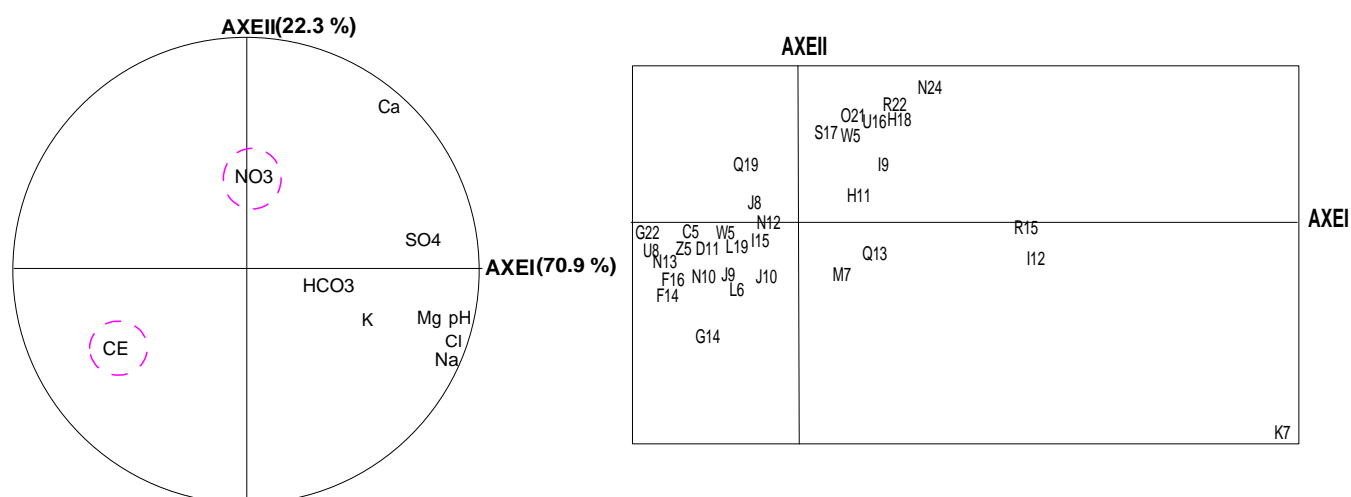 AXEII(22.3 %)
Ca
NO3
SO4
AXEI(70.9 %)
HCO3
K
Mg pH
Cl
Na
CE
AXEII
N24
R22
O21
U16 H18
S17 W5
Q19
I9
J8
H11
N12
AXEI
R15
G22 C5 W5
I15
U8 Z5 D11 L19
Q13
I12
N13
F16 N10 J9 J10
M7
F14
L6
G14
K7